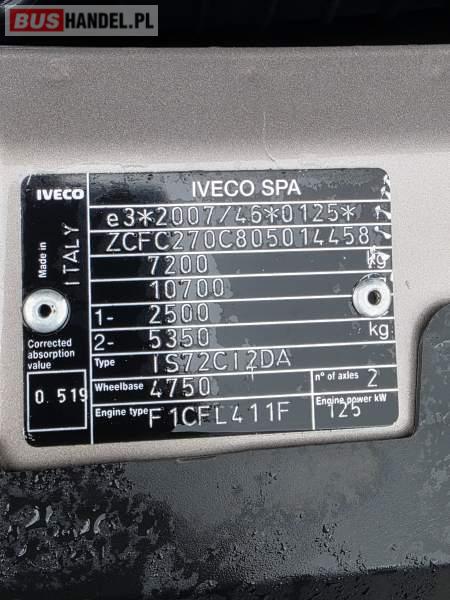 BUSHANDEL.PL
IVECO IVECO SPA
Made in ITALY
e3*2007/46*0125*
ZCFC270C805014458
7200 kg
10700
1- 2500
2- 5350 kg
Corrected absorption value
0.519
Type IS72CI2DA
Wheelbase 4750 n° of axles 2
Engine type F1CFL411F Engine power kW 125